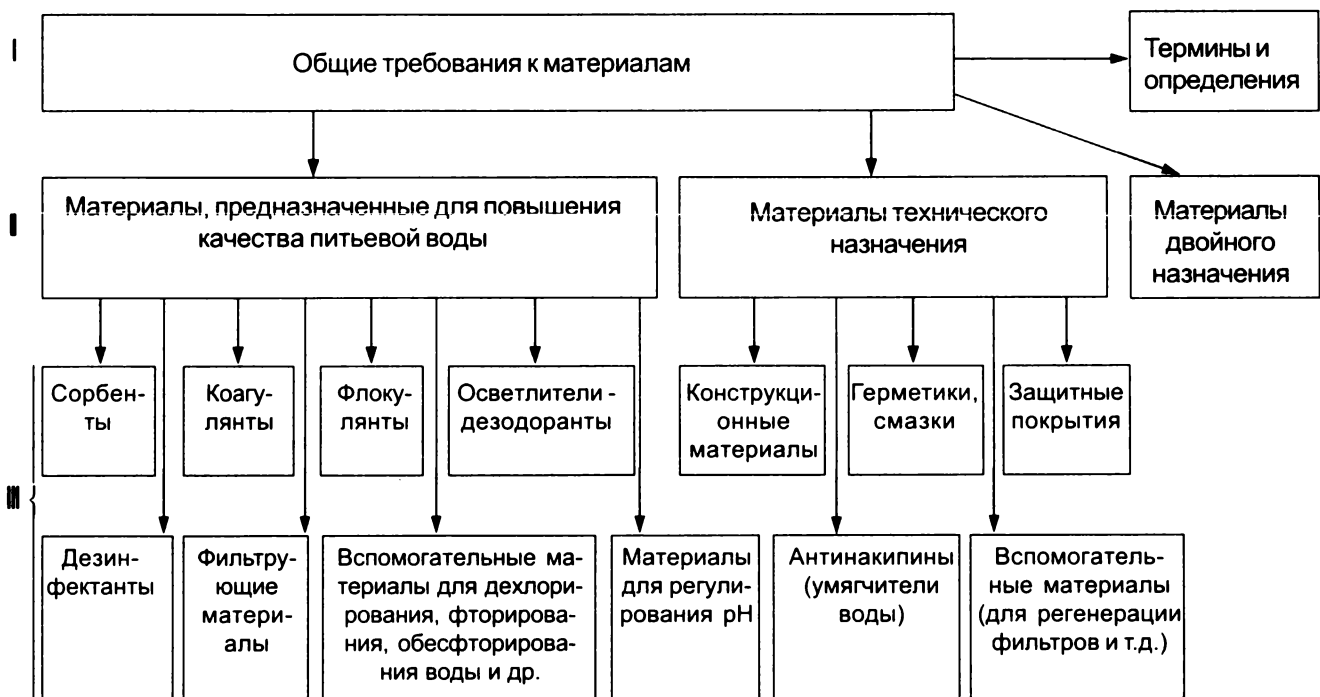 I
Общие требования к материалам
Термины и
определения
II
Материалы, предназначенные для повышения
качества питьевой воды
Материалы технического
назначения
Материалы
двойного
назначения
III
Сорбен-
ты
Коагу-
лянты
Флоку-
лянты
Осветлители -
дезодоранты
Конструкци-
онные
материалы
Герметики,
смазки
Защитные
покрытия
Дезин-
фектанты
Фильтру-
ющие
матери-
алы
Вспомогательные ма-
териалы для дехлори-
рования, фторирова-
ния, обесфторирова-
ния воды и др.
Материалы
для регули-
рования pH
Антинакипины
(умягчители
воды)
Вспомогатель-
ные материалы
(для регенерации
фильтров и т.д.)